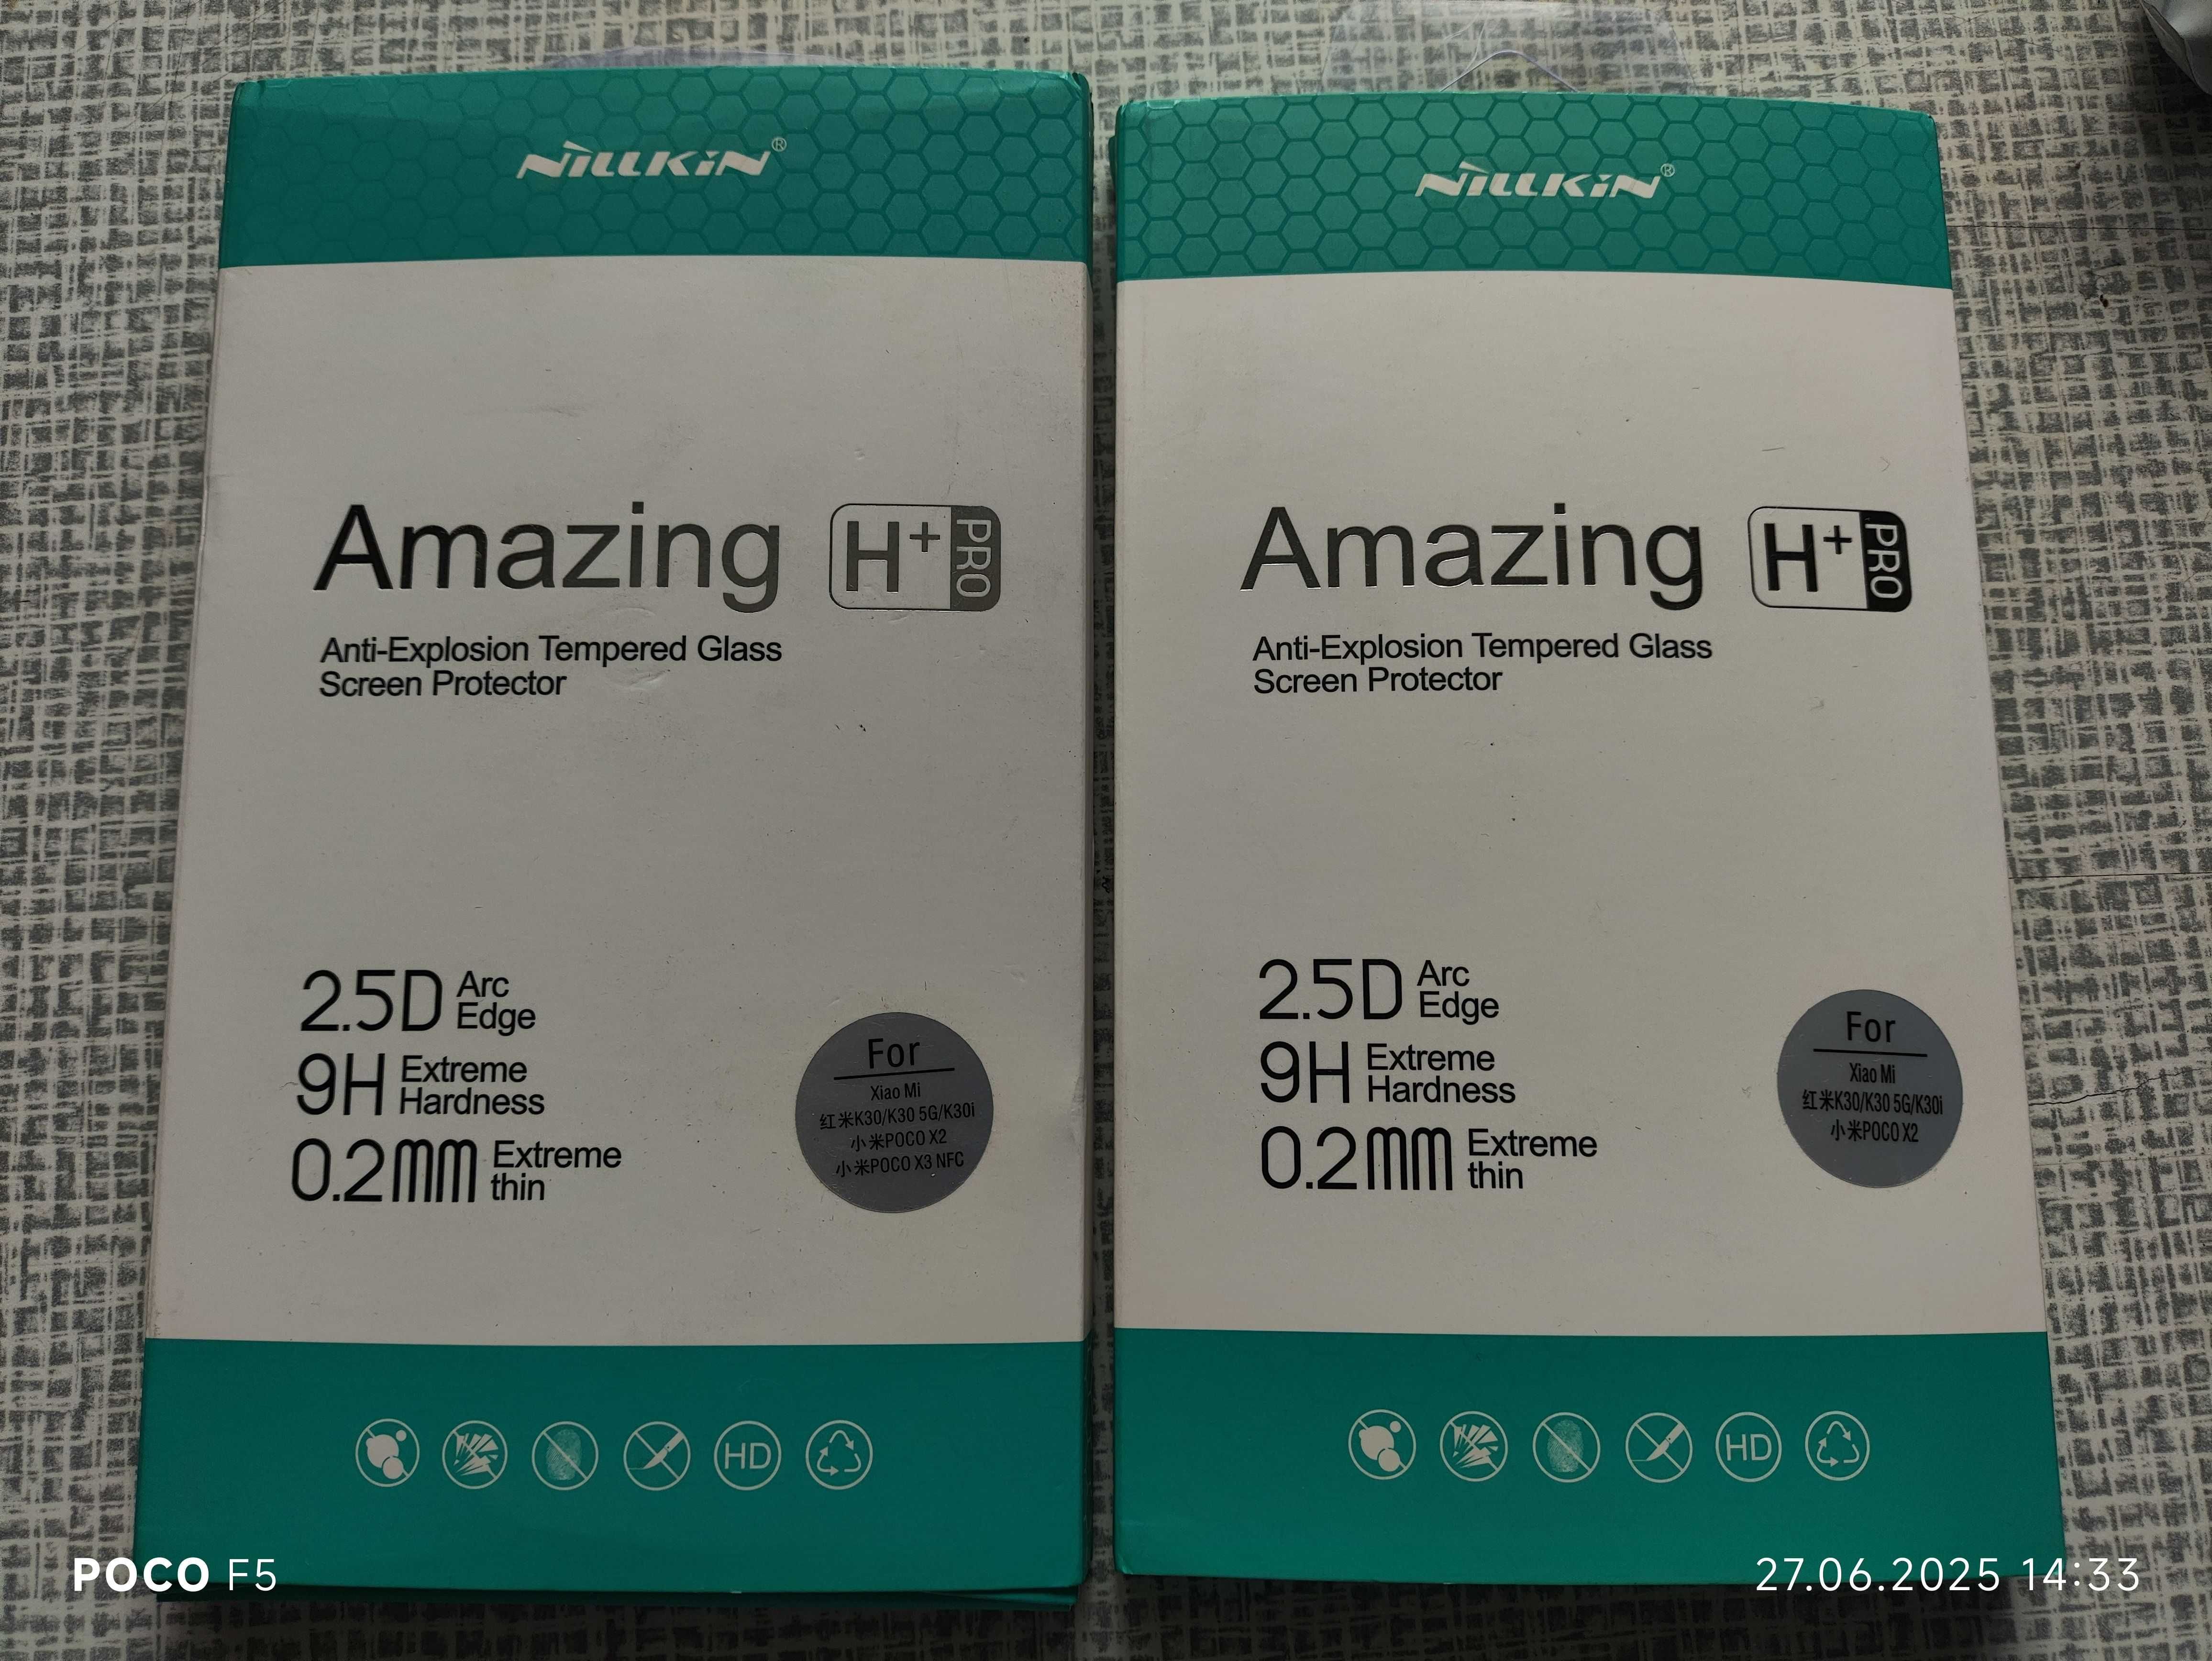 NILLKIN®
Amazing H+ PRO
Anti-Explosion Tempered Glass
Screen Protector
2.5D Arc
Edge
9H Extreme
Hardness
0.2mm Extreme
thin
For
Xiao Mi
红米K30/K30 5G/K30i
小米POCO X2
小米POCO X3 NFC
HD
NILLKIN®
Amazing H+ PRO
Anti-Explosion Tempered Glass
Screen Protector
2.5D Arc
Edge
9H Extreme
Hardness
0.2mm Extreme
thin
For
Xiao Mi
红米K30/K30 5G/K30i
小米POCO X2
HD
POCO F5
27.06.2025 14:33